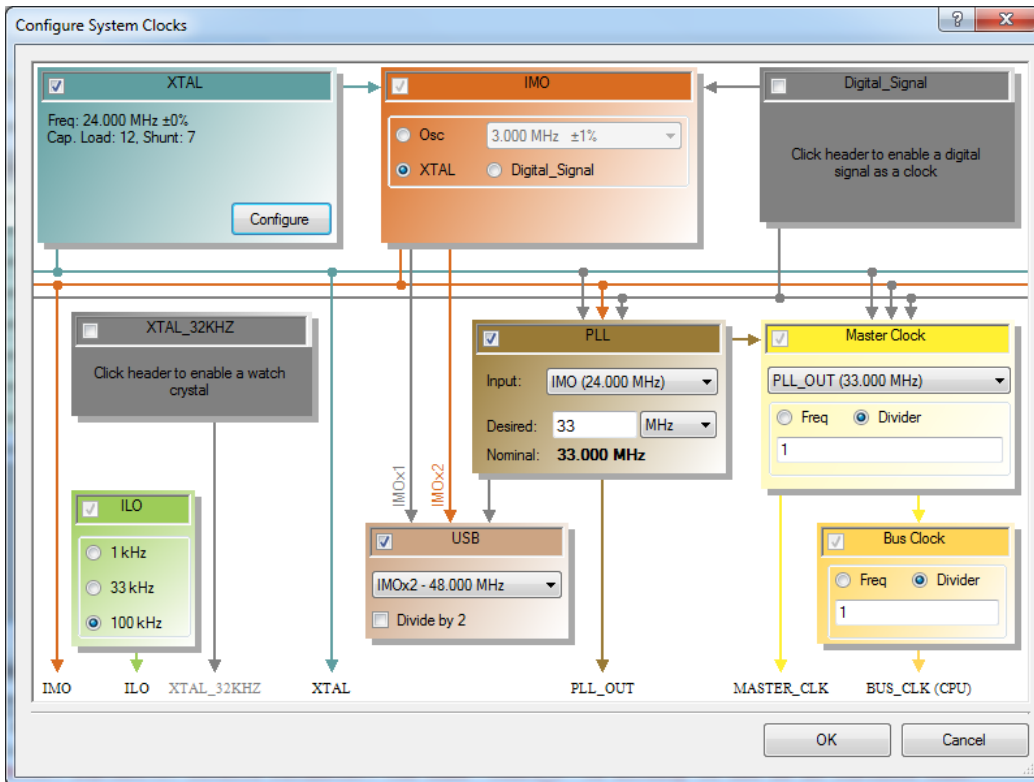 Configure System Clocks
XTAL
Freq: 24.000 MHz ±0%
Cap. Load: 12, Shunt: 7
Configure
IMO
Osc
3.000 MHz ±1%
XTAL
Digital_Signal
Digital_Signal
Click header to enable a digital
signal as a clock
XTAL_32KHZ
Click header to enable a watch
crystal
PLL
Input:
IMO (24.000 MHz)
Desired:
33
MHz
Nominal:
33.000 MHz
Master Clock
PLL_OUT (33.000 MHz)
Freq
Divider
1
IMOx1
IMOx2
ILO
1 kHz
33 kHz
100 kHz
USB
IMOx2 - 48.000 MHz
Divide by 2
Bus Clock
Freq
Divider
1
IMO
ILO
XTAL_32KHZ
XTAL
PLL_OUT
MASTER_CLK
BUS_CLK (CPU)
OK
Cancel